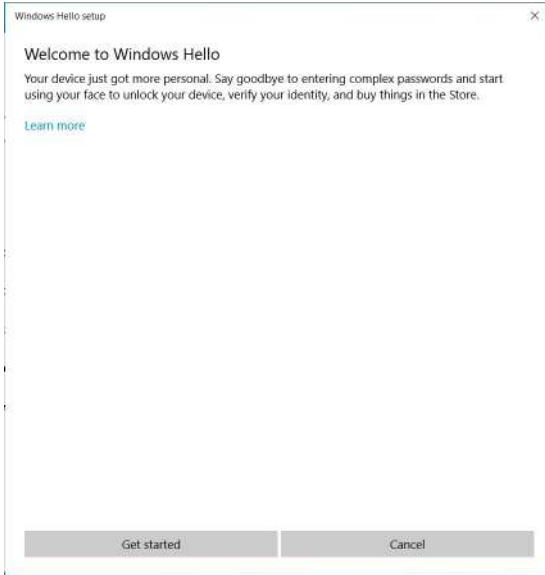 Windows Hello setup
Welcome to Windows Hello
Your device just got more personal. Say goodbye to entering complex passwords and start
using your face to unlock your device, verify your identity, and buy things in the Store.
Learn more
Get started
Cancel